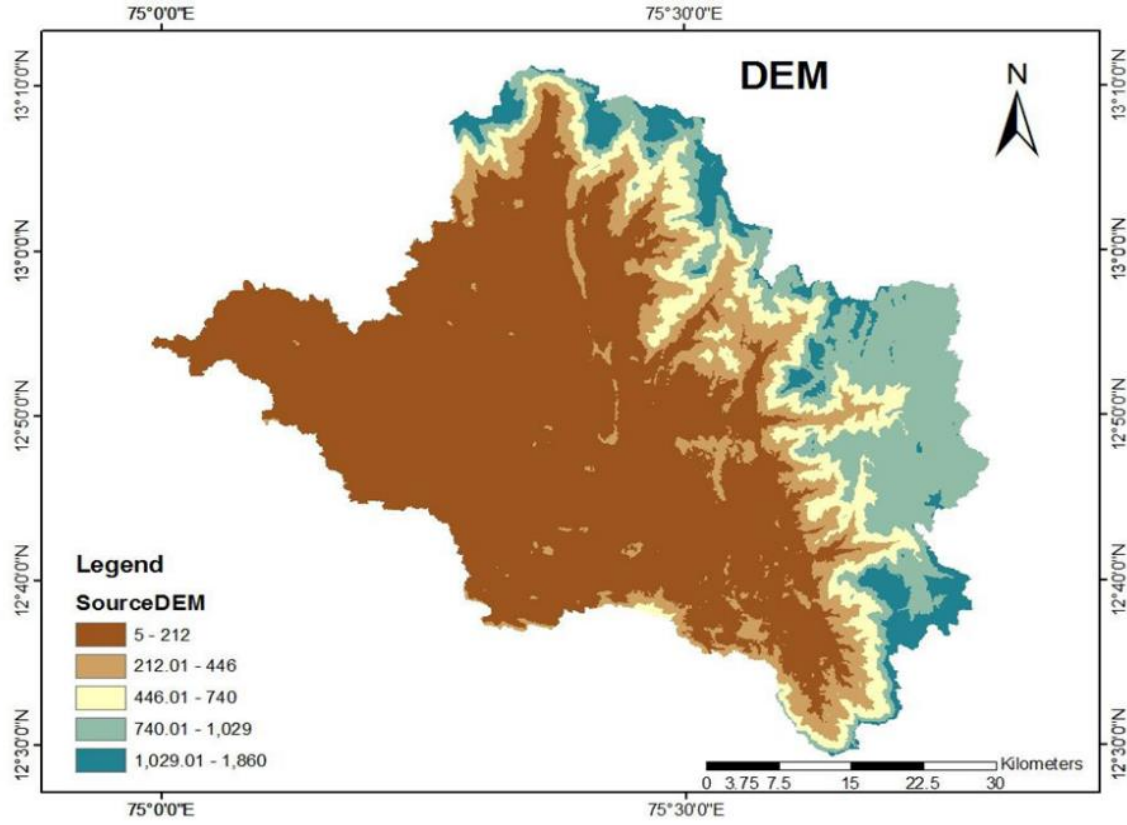 75°0'0"E 75°30'0"E
DEM
N
13°10'0"N 13°10'0"N
13°0'0"N 13°0'0"N
12°50'0"N 12°50'0"N
12°40'0"N 12°40'0"N
12°30'0"N 12°30'0"N
Legend
SourceDEM
5 - 212
212.01 - 446
446.01 - 740
740.01 - 1,029
1,029.01 - 1,860
Kilometers
0 3.75 7.5 15 22.5 30
75°0'0"E 75°30'0"E